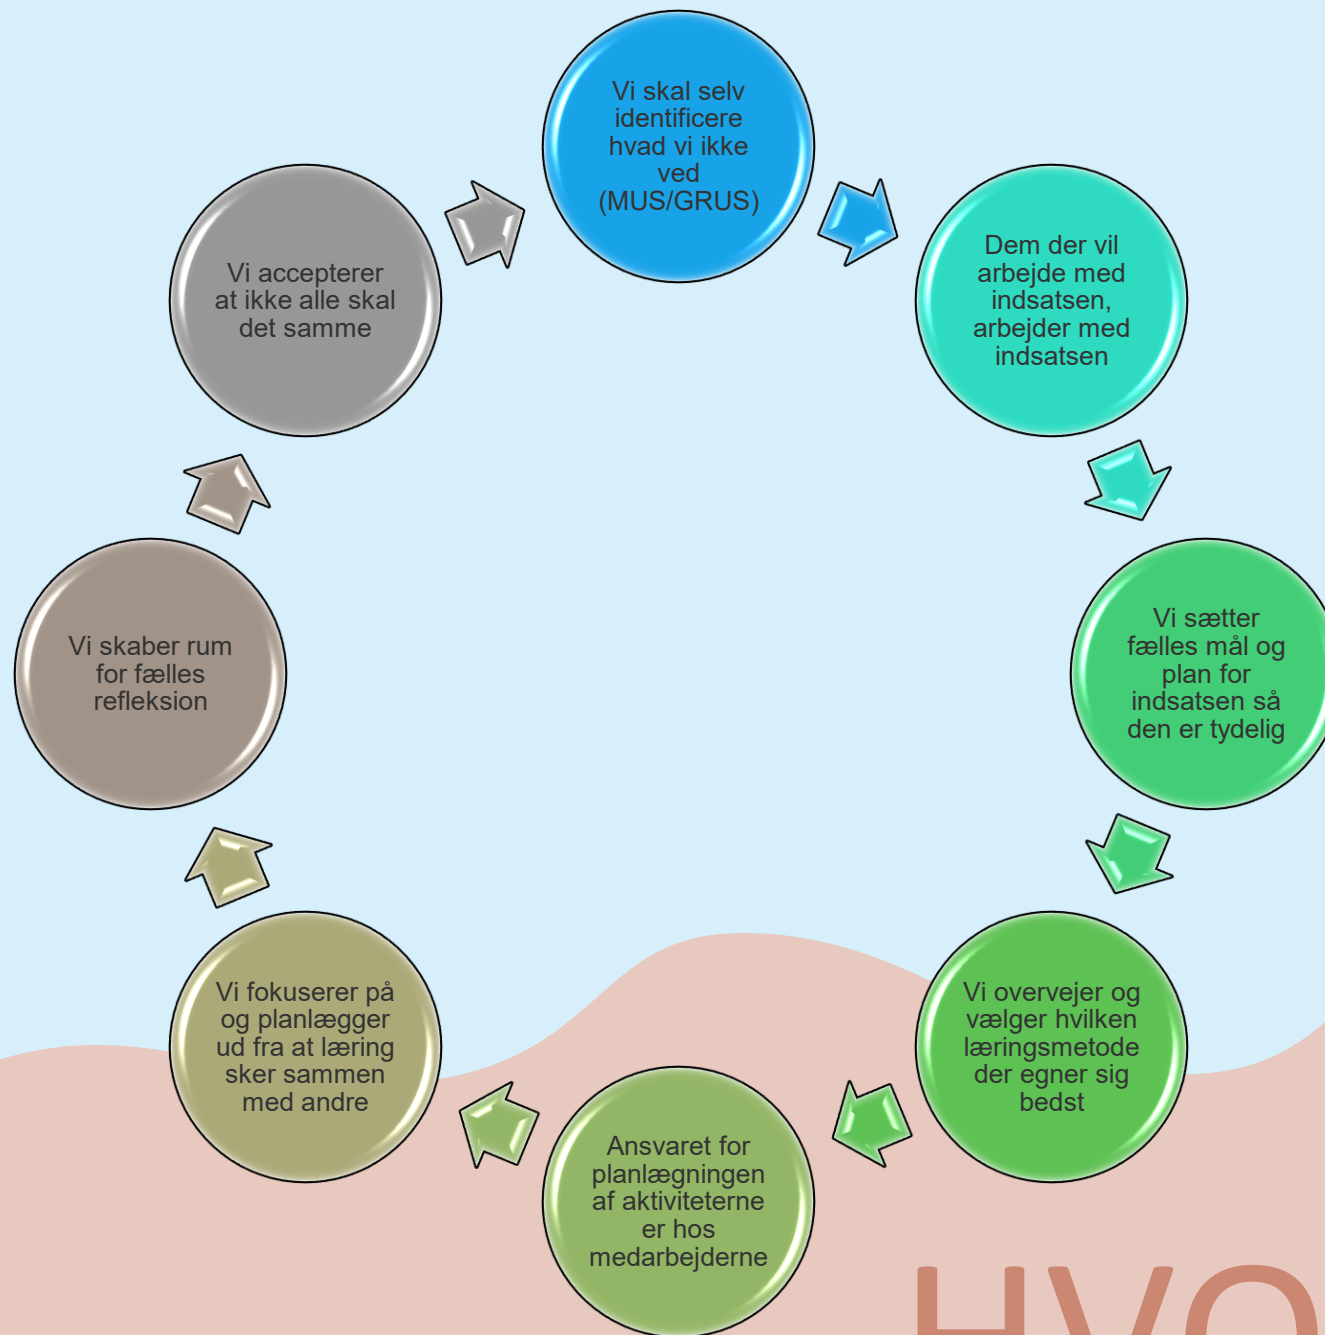 Vi skal selv
identificere
hvad vi ikke
ved
(MUS/GRUS)
Dem der vil
arbejde med
indsatsen,
arbejder med
indsatsen
Vi sætter
fælles mål og
plan for
indsatsen så
den er tydelig
Vi overvejer og
vælger hvilken
læringsmetode
der egner sig
bedst
Ansvaret for
planlægningen
af aktiviteterne
er hos
medarbejderne
Vi fokuserer på
og planlægger
ud fra at læring
sker sammen
med andre
Vi skaber rum
for fælles
refleksion
Vi accepterer
at ikke alle skal
det samme
HVO